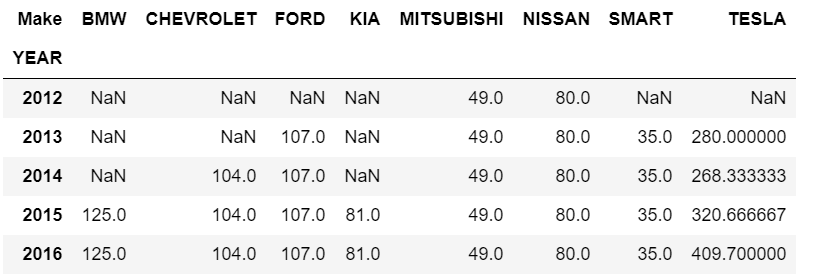 Make BMW CHEVROLET FORD KIA MITSUBISHI NISSAN SMART TESLA
YEAR
2012 NaN NaN NaN NaN 49.0 80.0 NaN NaN
2013 NaN NaN 107.0 NaN 49.0 80.0 35.0 280.000000
2014 NaN 104.0 107.0 NaN 49.0 80.0 35.0 268.333333
2015 125.0 104.0 107.0 81.0 49.0 80.0 35.0 320.666667
2016 125.0 104.0 107.0 81.0 49.0 80.0 35.0 409.700000